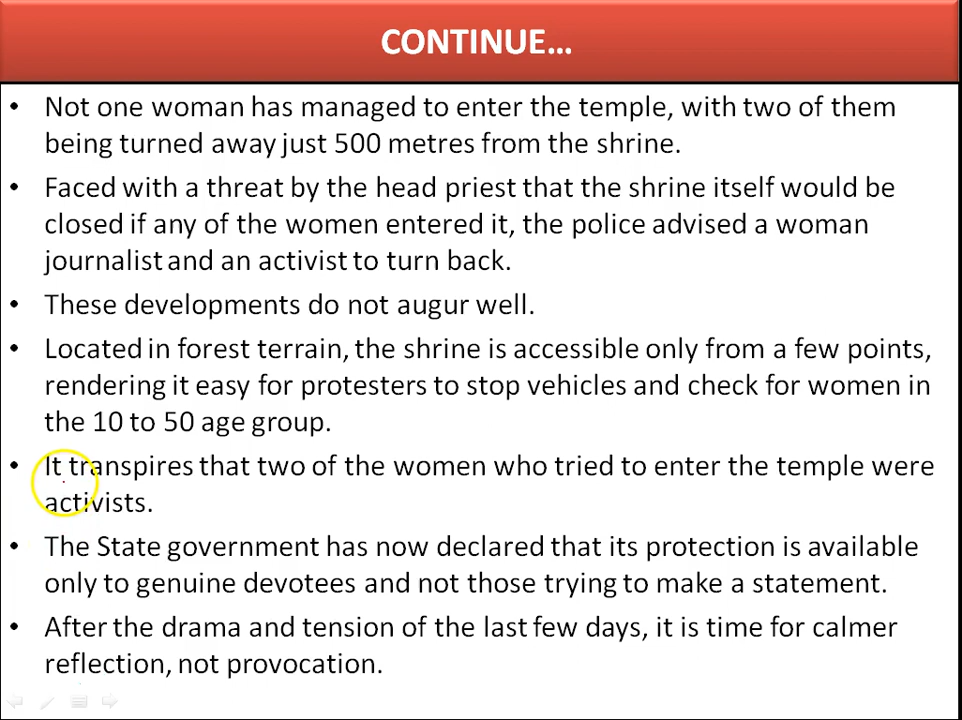 CONTINUE…
• Not one woman has managed to enter the temple, with two of them
being turned away just 500 metres from the shrine.
• Faced with a threat by the head priest that the shrine itself would be
closed if any of the women entered it, the police advised a woman
journalist and an activist to turn back.
• These developments do not augur well.
• Located in forest terrain, the shrine is accessible only from a few points,
rendering it easy for protesters to stop vehicles and check for women in
the 10 to 50 age group.
• It transpires that two of the women who tried to enter the temple were
activists.
• The State government has now declared that its protection is available
only to genuine devotees and not those trying to make a statement.
• After the drama and tension of the last few days, it is time for calmer
reflection, not provocation.